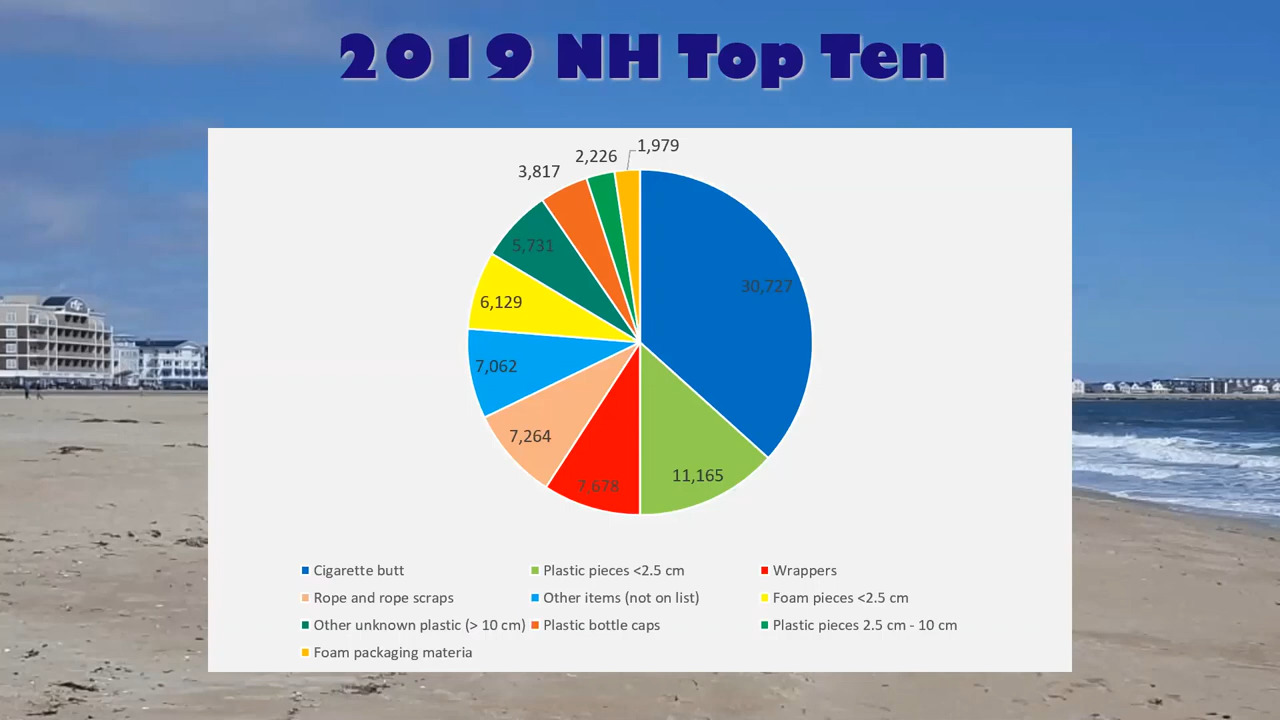 2019 NH Top Ten
1,979
2,226
3,817
5,731
30,727
6,129
7,062
7,264
11,165
7,678
Cigarette butt
Plastic pieces <2.5 cm
Wrappers
Rope and rope scraps
Other items (not on list)
Foam pieces <2.5 cm
Other unknown plastic (> 10 cm)
Plastic bottle caps
Plastic pieces 2.5 cm - 10 cm
Foam packaging materia